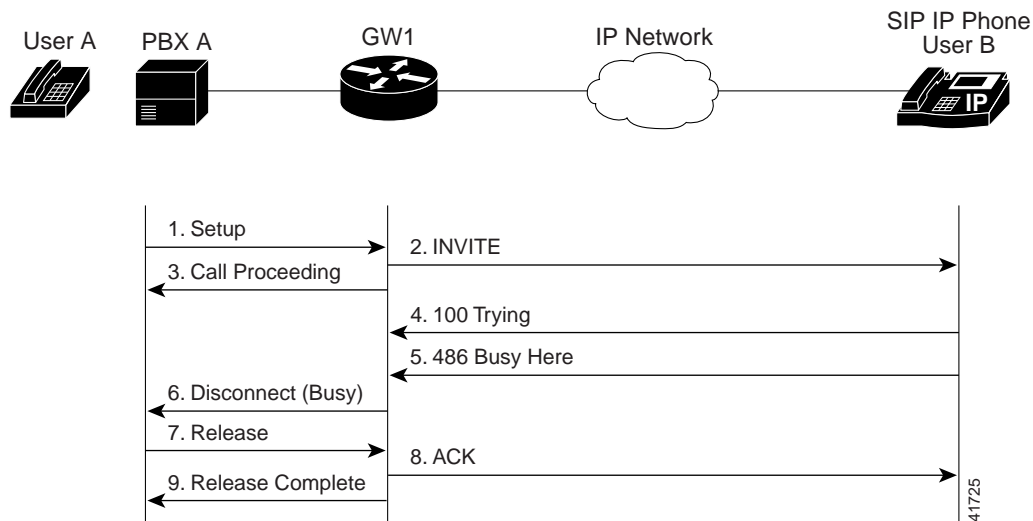 User A
PBX A
GW1
IP Network
SIP IP Phone
User B
IP
1. Setup
2. INVITE
3. Call Proceeding
4. 100 Trying
5. 486 Busy Here
6. Disconnect (Busy)
7. Release
8. ACK
9. Release Complete
41725